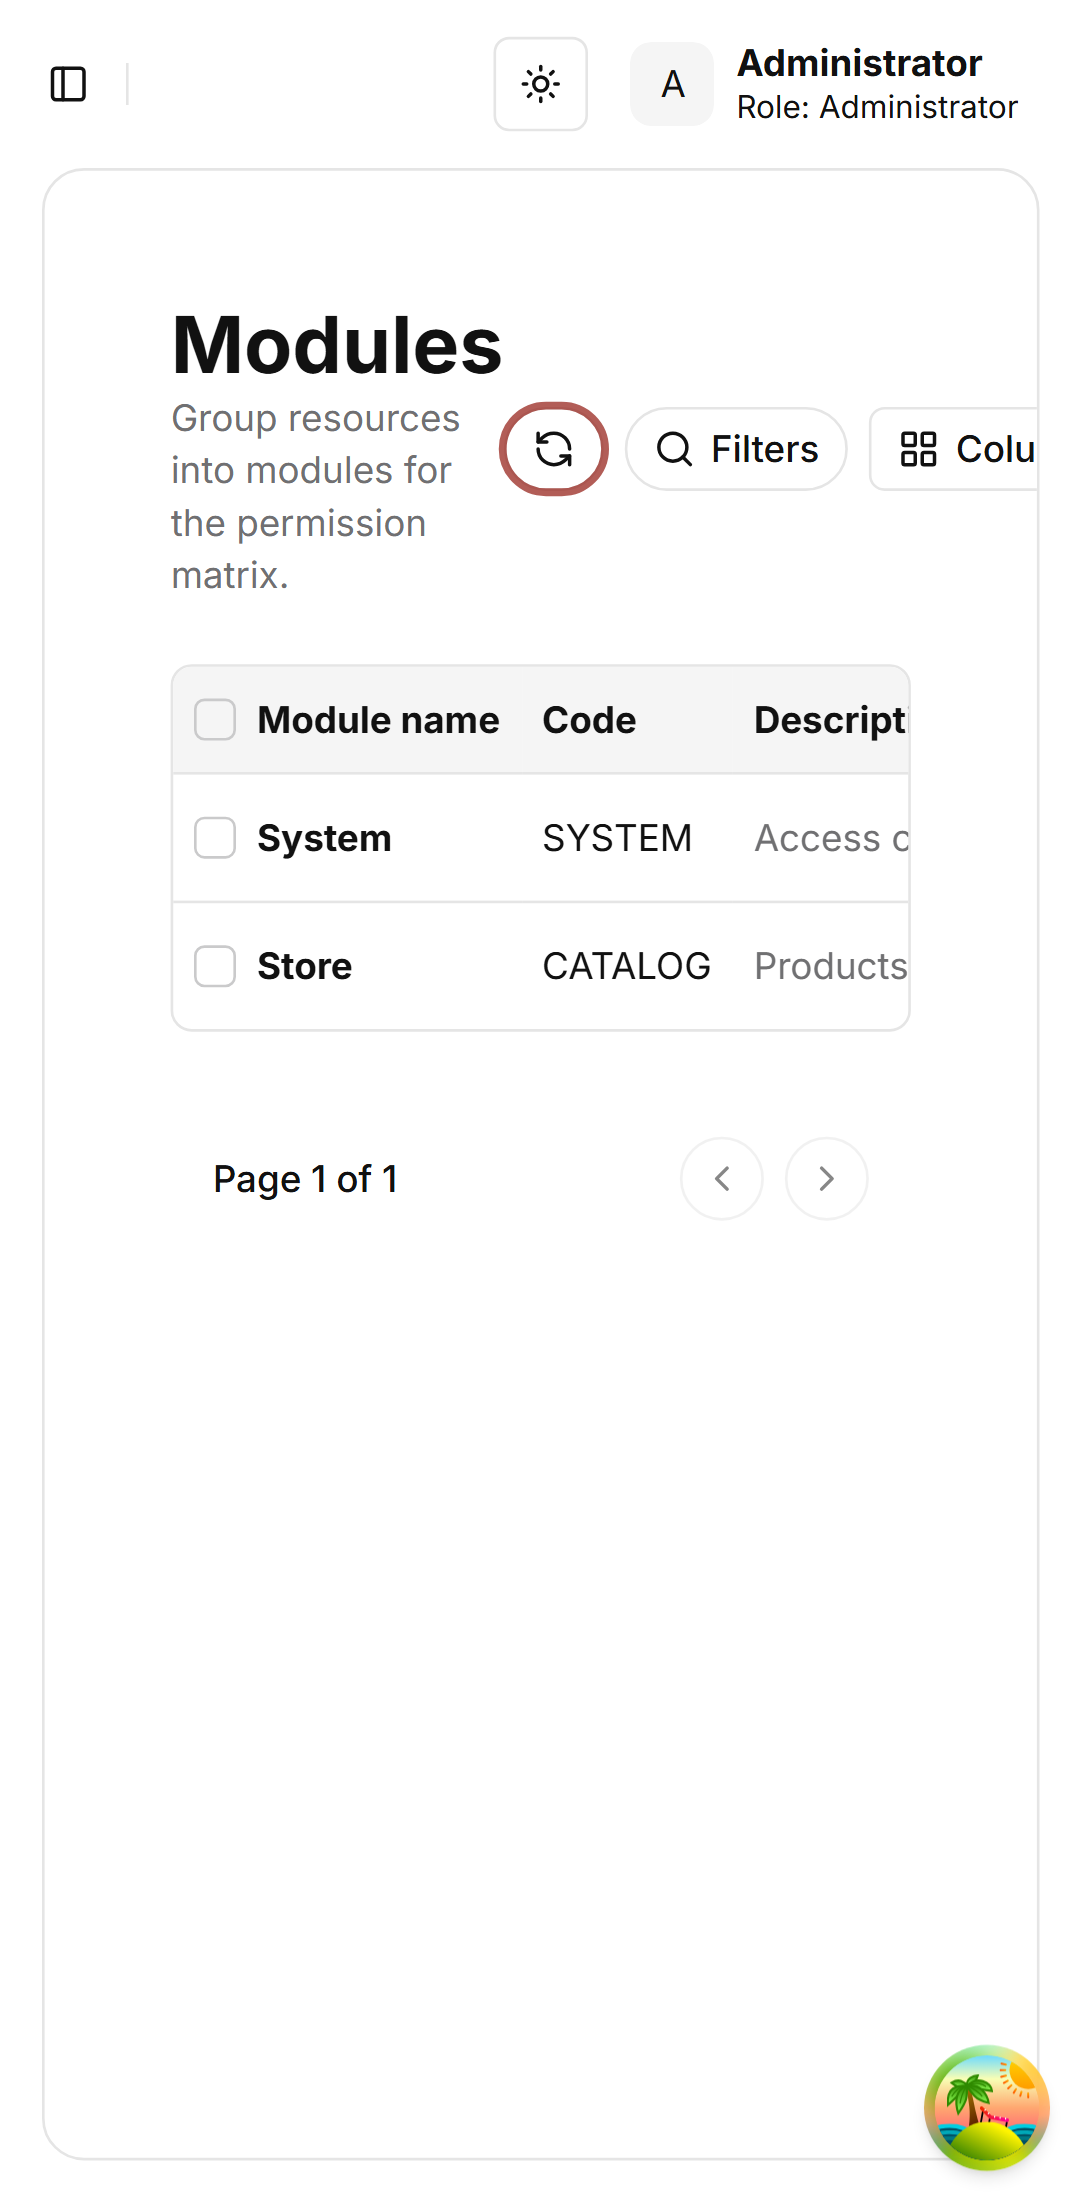 A
Administrator
Role: Administrator
Modules
Group resources
into modules for
the permission
matrix.
Filters
Colu
Module name Code Descripti
System SYSTEM Access c
Store CATALOG Products
Page 1 of 1